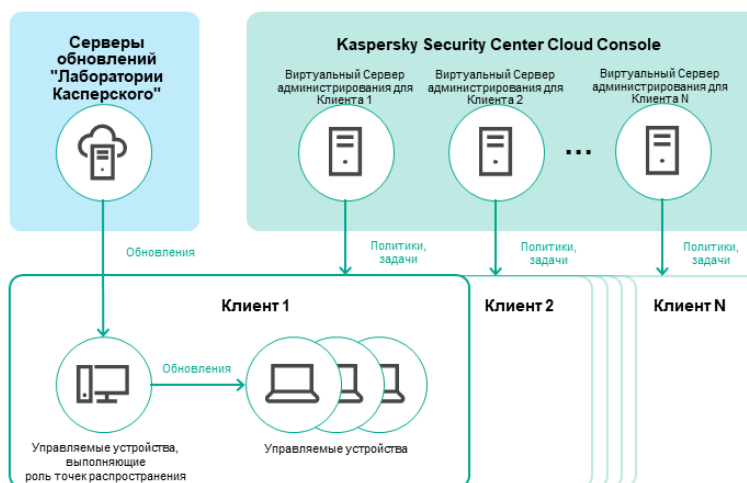 Серверы
обновлений
"Лаборатории
Касперского"
Kaspersky Security Center Cloud Console
Виртуальный Сервер
администрирования для
Клиента 1
Виртуальный Сервер
администрирования для
Клиента 2
Виртуальный Сервер
администрирования для
Клиента N
...
Обновления
Политики,
задачи
Политики,
задачи
Политики,
задачи
Клиент 1
Клиент 2
Клиент N
Обновления
Управляемые устройства,
выполняющие
роль точек распространения
Управляемые устройства